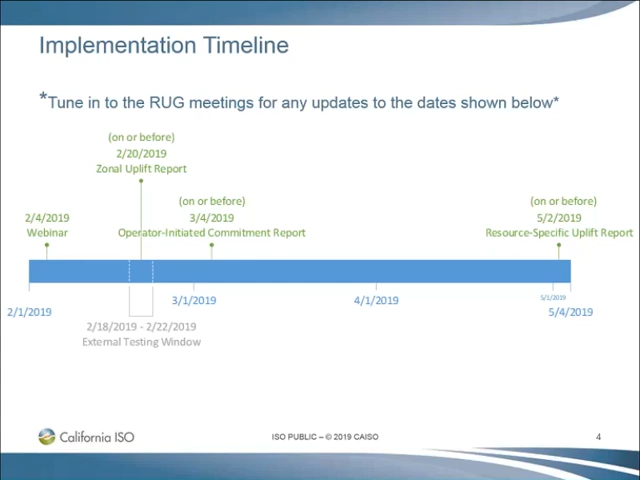 Implementation Timeline
*Tune in to the RUG meetings for any updates to the dates shown below*
(on or before)
2/20/2019
Zonal Uplift Report
2/4/2019
Webinar
(on or before)
3/4/2019
Operator-Initiated Commitment Report
(on or before)
5/2/2019
Resource-Specific Uplift Report
2/1/2019
3/1/2019
4/1/2019
5/1/2019
5/4/2019
2/18/2019 - 2/22/2019
External Testing Window
California ISO
ISO PUBLIC – © 2019 CAISO
4